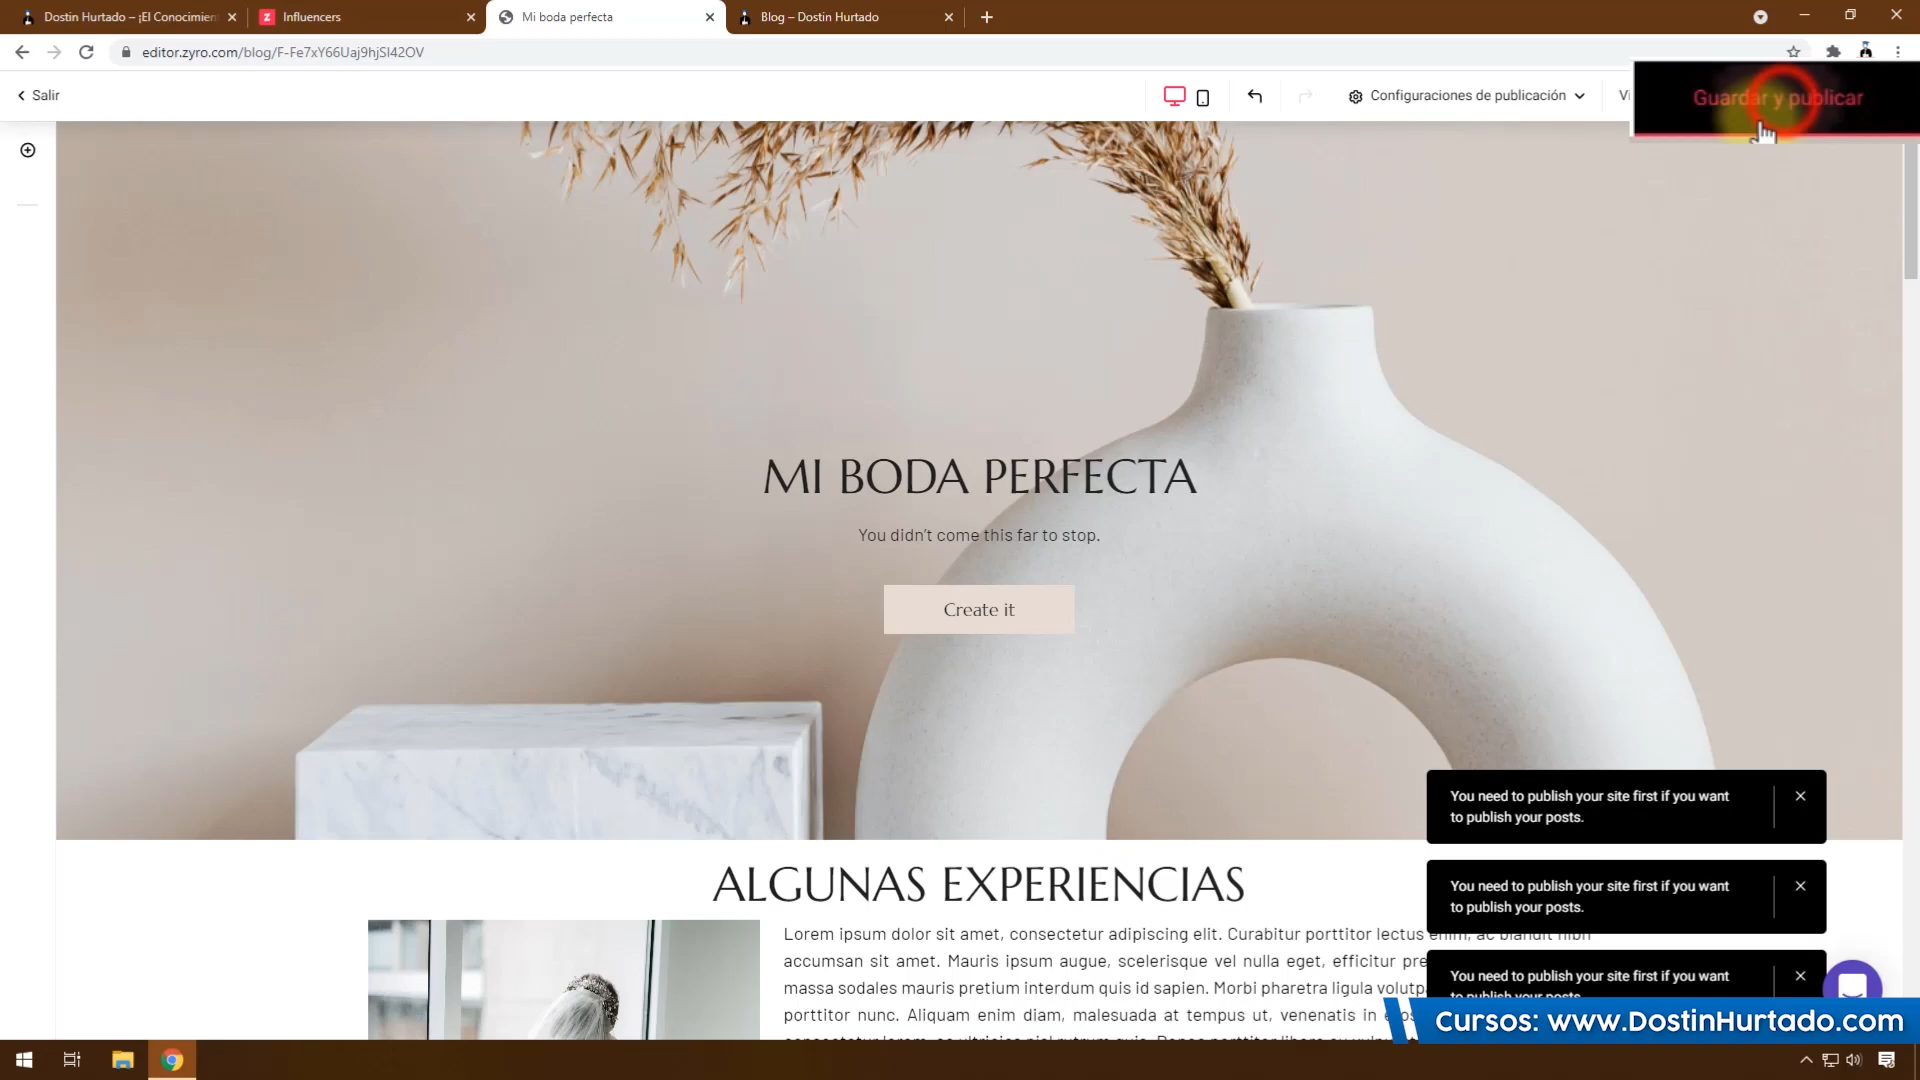 Dostin Hurtado – ¡El Conocimien
Influencers
Mi boda perfecta
Blog – Dostin Hurtado
editor.zyro.com/blog/F-Fe7xY66Uaj9hjSI42OV
Salir
Configuraciones de publicación
Guardar y publicar
MI BODA PERFECTA
You didn't come this far to stop.
Create it
You need to publish your site first if you want
to publish your posts.
ALGUNAS EXPERIENCIAS
You need to publish your site first if you want
to publish your posts.
Lorem ipsum dolor sit amet, consectetur adipiscing elit. Curabitur porttitor lectus enim, ac blandit nibh
accumsan sit amet. Mauris ipsum augue, scelerisque vel nulla eget, efficitur pre
massa sodales mauris pretium interdum quis id sapien. Morbi pharetra ligula volutp
porttitor nunc. Aliquam enim diam, malesuada at tempus ut, venenatis in
You need to publish your site first if you want
to publish your posts.
Cursos: www.DostinHurtado.com